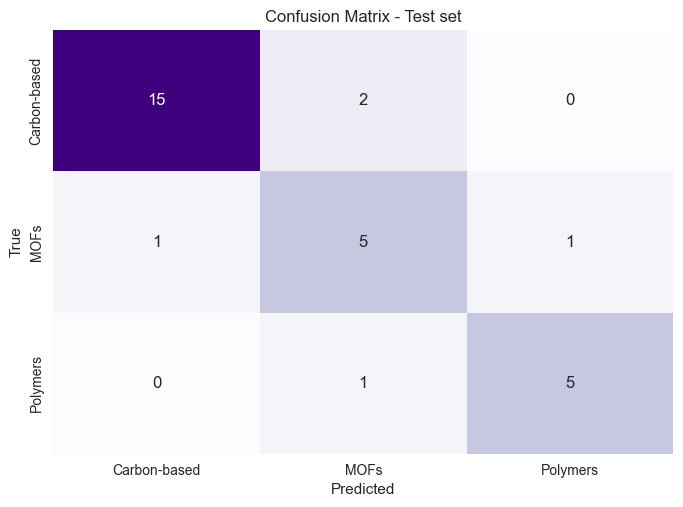 Confusion Matrix - Test set
True
Carbon-based
15
2
0
MOFs
1
5
1
Polymers
0
1
5
Carbon-based
MOFs
Polymers
Predicted